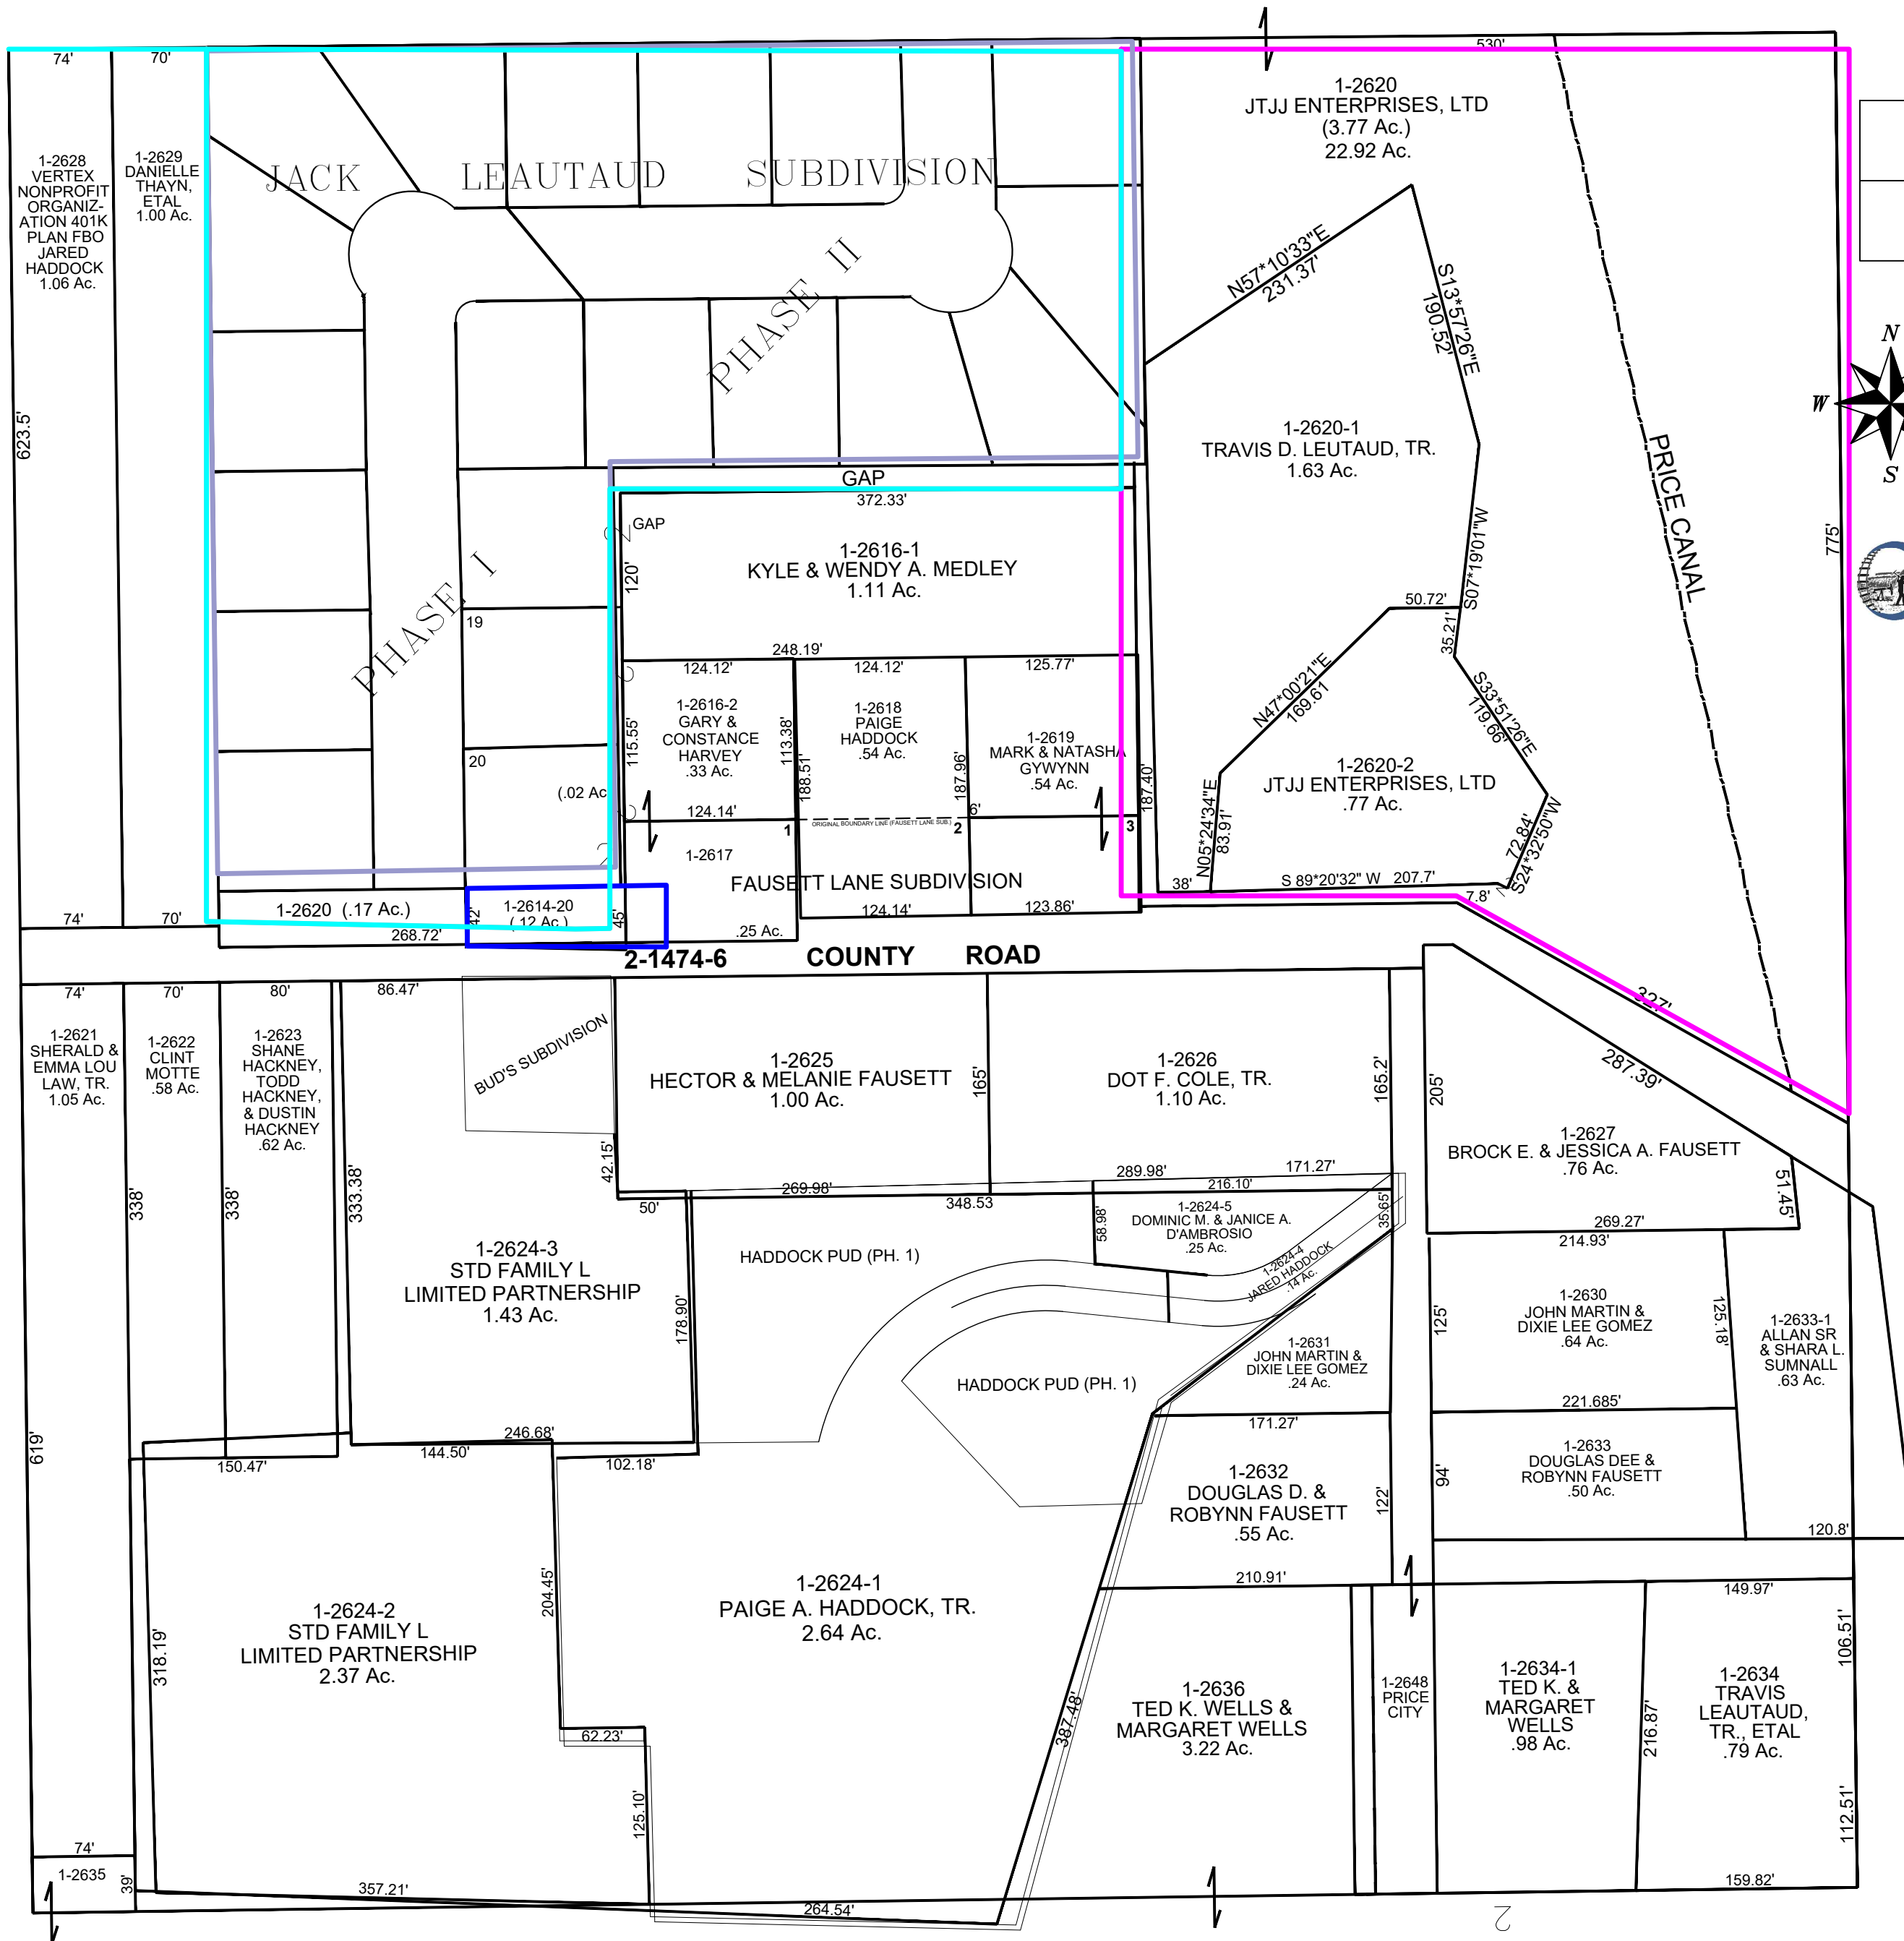 74'
70'
530'
1-2620
JTJJ ENTERPRISES, LTD
(3.77 Ac.)
22.92 Ac.
1-2628
VERTEX
NONPROFIT
ORGANIZ-
ATION 401K
PLAN FBO
JARED
HADDOCK
1.06 Ac.
1-2629
DANIELLE
THAYN,
ETAL
1.00 Ac.
JACK LEAUTAUD SUBDIVISION
PHASE II
PHASE I
N57*10'33"E
231.37'
S13*57'26"E
190.52'
N
W
S
623.5'
1-2620-1
TRAVIS D. LEUTAUD, TR.
1.63 Ac.
PRICE CANAL
775'
GAP
372.33'
GAP
2
1-2616-1
KYLE & WENDY A. MEDLEY
1.11 Ac.
120'
S07*19'01"W
50.72'
35.21'
19
248.19'
124.12'
124.12'
125.77'
N47*00'21"E
169.61
S33*51'26"E
119.66'
1-2616-2
GARY &
CONSTANCE
HARVEY
.33 Ac.
115.55'
113.38'
188.51'
1-2618
PAIGE
HADDOCK
.54 Ac.
187.96'
1-2619
MARK & NATASHA
GYWYNN
.54 Ac.
187.40'
20
(.02 Ac
1-2620-2
JTJJ ENTERPRISES, LTD
.77 Ac.
124.14'
6'
ORIGINAL BOUNDARY LINE (FAUSETT LANE SUB.)
1
2
3
N05*24'34"E
83.91'
72.84'
S24*32'50"W
2
1-2617
FAUSETT LANE SUBDIVISION
38'
S 89*20'32" W 207.7'
7.8'
1-2620 (.17 Ac.)
42'
1-2614-20
(.12 Ac.)
45'
124.14'
123.86'
74'
70'
268.72'
.25 Ac.
2-1474-6 COUNTY ROAD
74'
70'
80'
86.47'
327'
287.39'
1-2621
SHERALD &
EMMA LOU
LAW, TR.
1.05 Ac.
1-2622
CLINT
MOTTE
.58 Ac.
1-2623
SHANE
HACKNEY,
TODD
HACKNEY,
& DUSTIN
HACKNEY
.62 Ac.
BUD'S SUBDIVISION
1-2625
HECTOR & MELANIE FAUSETT
1.00 Ac.
165'
1-2626
DOT F. COLE, TR.
1.10 Ac.
165.2'
205'
1-2627
BROCK E. & JESSICA A. FAUSETT
.76 Ac.
51.45'
338'
338'
333.38'
42.15'
50'
269.98'
348.53
289.98'
171.27'
216.10'
35.65'
58.98'
1-2624-5
DOMINIC M. & JANICE A.
D'AMBROSIO
.25 Ac.
269.27'
214.93'
1-2624-3
STD FAMILY L
LIMITED PARTNERSHIP
1.43 Ac.
178.90'
HADDOCK PUD (PH. 1)
1-2624-4
JARED HADDOCK
.14 Ac.
125'
1-2630
JOHN MARTIN &
DIXIE LEE GOMEZ
.64 Ac.
125.18'
1-2633-1
ALLAN SR
& SHARA L.
SUMNALL
.63 Ac.
1-2631
JOHN MARTIN &
DIXIE LEE GOMEZ
.24 Ac.
HADDOCK PUD (PH. 1)
171.27'
221.685'
619'
246.68'
144.50'
102.18'
150.47'
1-2632
DOUGLAS D. &
ROBYNN FAUSETT
.55 Ac.
122'
94'
1-2633
DOUGLAS DEE &
ROBYNN FAUSETT
.50 Ac.
120.8'
210.91'
149.97'
318.19'
1-2624-2
STD FAMILY L
LIMITED PARTNERSHIP
2.37 Ac.
204.45'
1-2624-1
PAIGE A. HADDOCK, TR.
2.64 Ac.
387.48'
1-2636
TED K. WELLS &
MARGARET WELLS
3.22 Ac.
1-2648
PRICE
CITY
1-2634-1
TED K. &
MARGARET
WELLS
.98 Ac.
216.87'
1-2634
TRAVIS
LEAUTAUD,
TR., ETAL
.79 Ac.
106.51'
112.51'
62.23'
125.10'
74'
1-2635
39'
357.21'
264.54'
159.82'
2